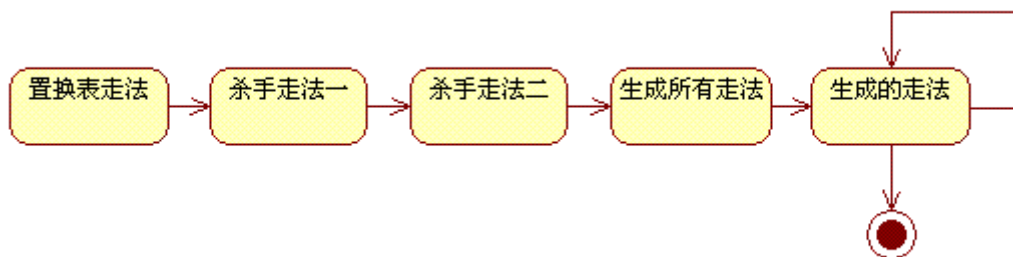 置换表走法
杀手走法一
杀手走法二
生成所有走法
生成的走法